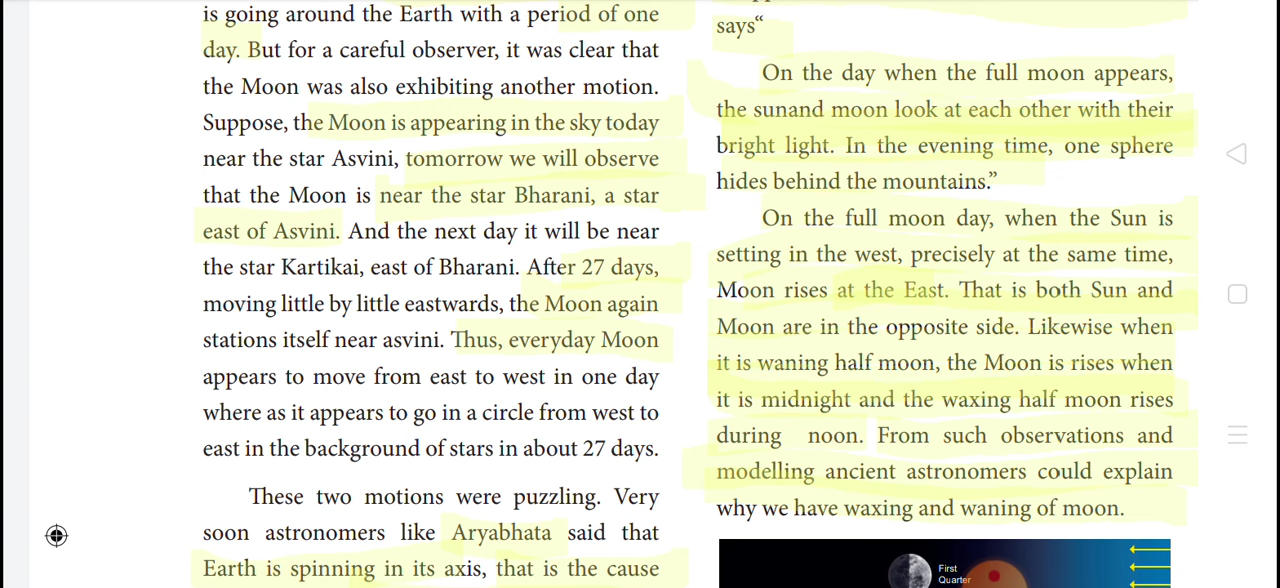 is going around the Earth with a period of one
day. But for a careful observer, it was clear that
the Moon was also exhibiting another motion.
Suppose, the Moon is appearing in the sky today
near the star Asvini, tomorrow we will observe
that the Moon is near the star Bharani, a star
east of Asvini. And the next day it will be near
the star Kartikai, east of Bharani. After 27 days,
moving little by little eastwards, the Moon again
stations itself near asvini. Thus, everyday Moon
appears to move from east to west in one day
where as it appears to go in a circle from west to
east in the background of stars in about 27 days.
These two motions were puzzling. Very
soon astronomers like Aryabhata said that
Earth is spinning in its axis, that is the cause
says“
On the day when the full moon appears,
the sunand moon look at each other with their
bright light. In the evening time, one sphere
hides behind the mountains.”
On the full moon day, when the Sun is
setting in the west, precisely at the same time,
Moon rises at the East. That is both Sun and
Moon are in the opposite side. Likewise when
it is waning half moon, the Moon is rises when
it is midnight and the waxing half moon rises
during noon. From such observations and
modelling ancient astronomers could explain
why we have waxing and waning of moon.
First
Quarter